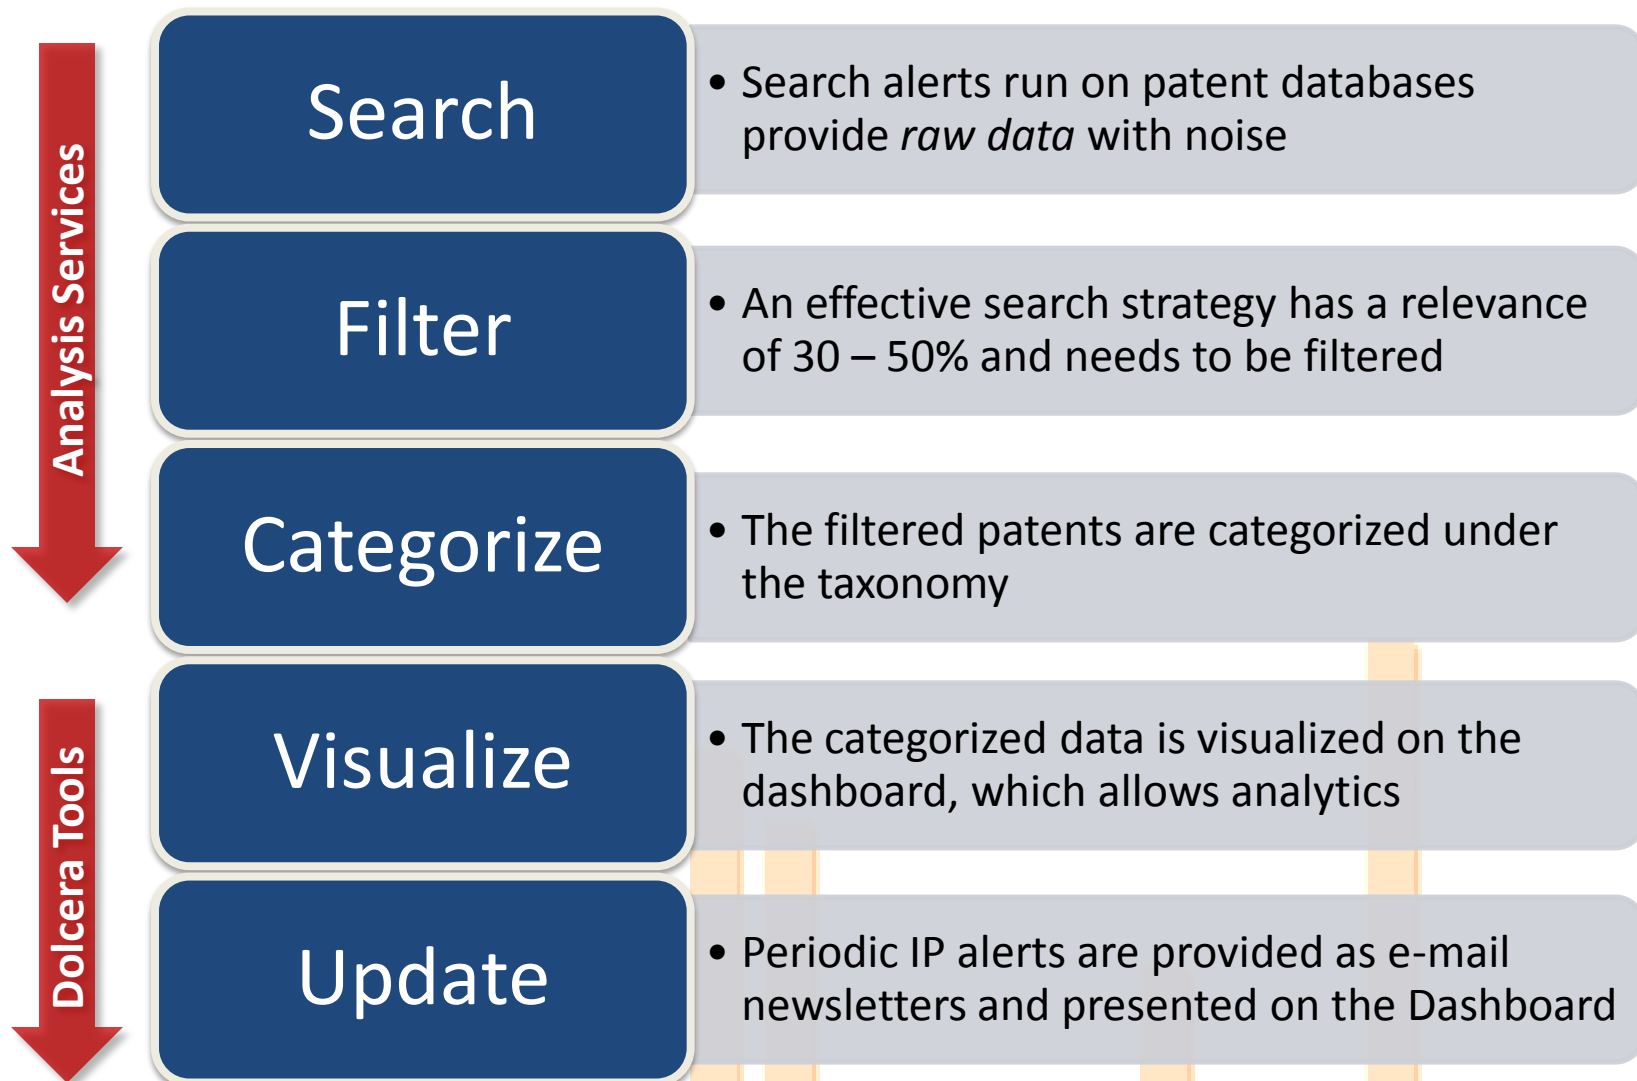 Analysis Services
Search
• Search alerts run on patent databases
provide raw data with noise
Filter
• An effective search strategy has a relevance
of 30 – 50% and needs to be filtered
Categorize
• The filtered patents are categorized under
the taxonomy
Dolcera Tools
Visualize
• The categorized data is visualized on the
dashboard, which allows analytics
Update
• Periodic IP alerts are provided as e-mail
newsletters and presented on the Dashboard